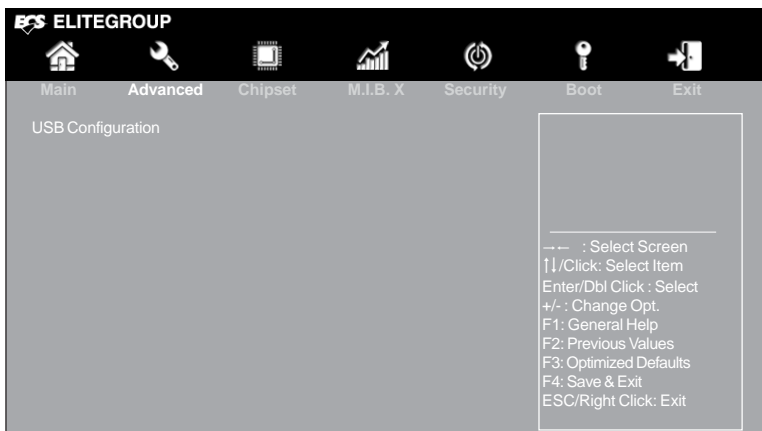 ECS ELITEGROUP
Main Advanced Chipset M.I.B. X Security Boot Exit
USB Configuration
→← : Select Screen
↑↓/Click: Select Item
Enter/Dbl Click : Select
+/- : Change Opt.
F1: General Help
F2: Previous Values
F3: Optimized Defaults
F4: Save & Exit
ESC/Right Click: Exit